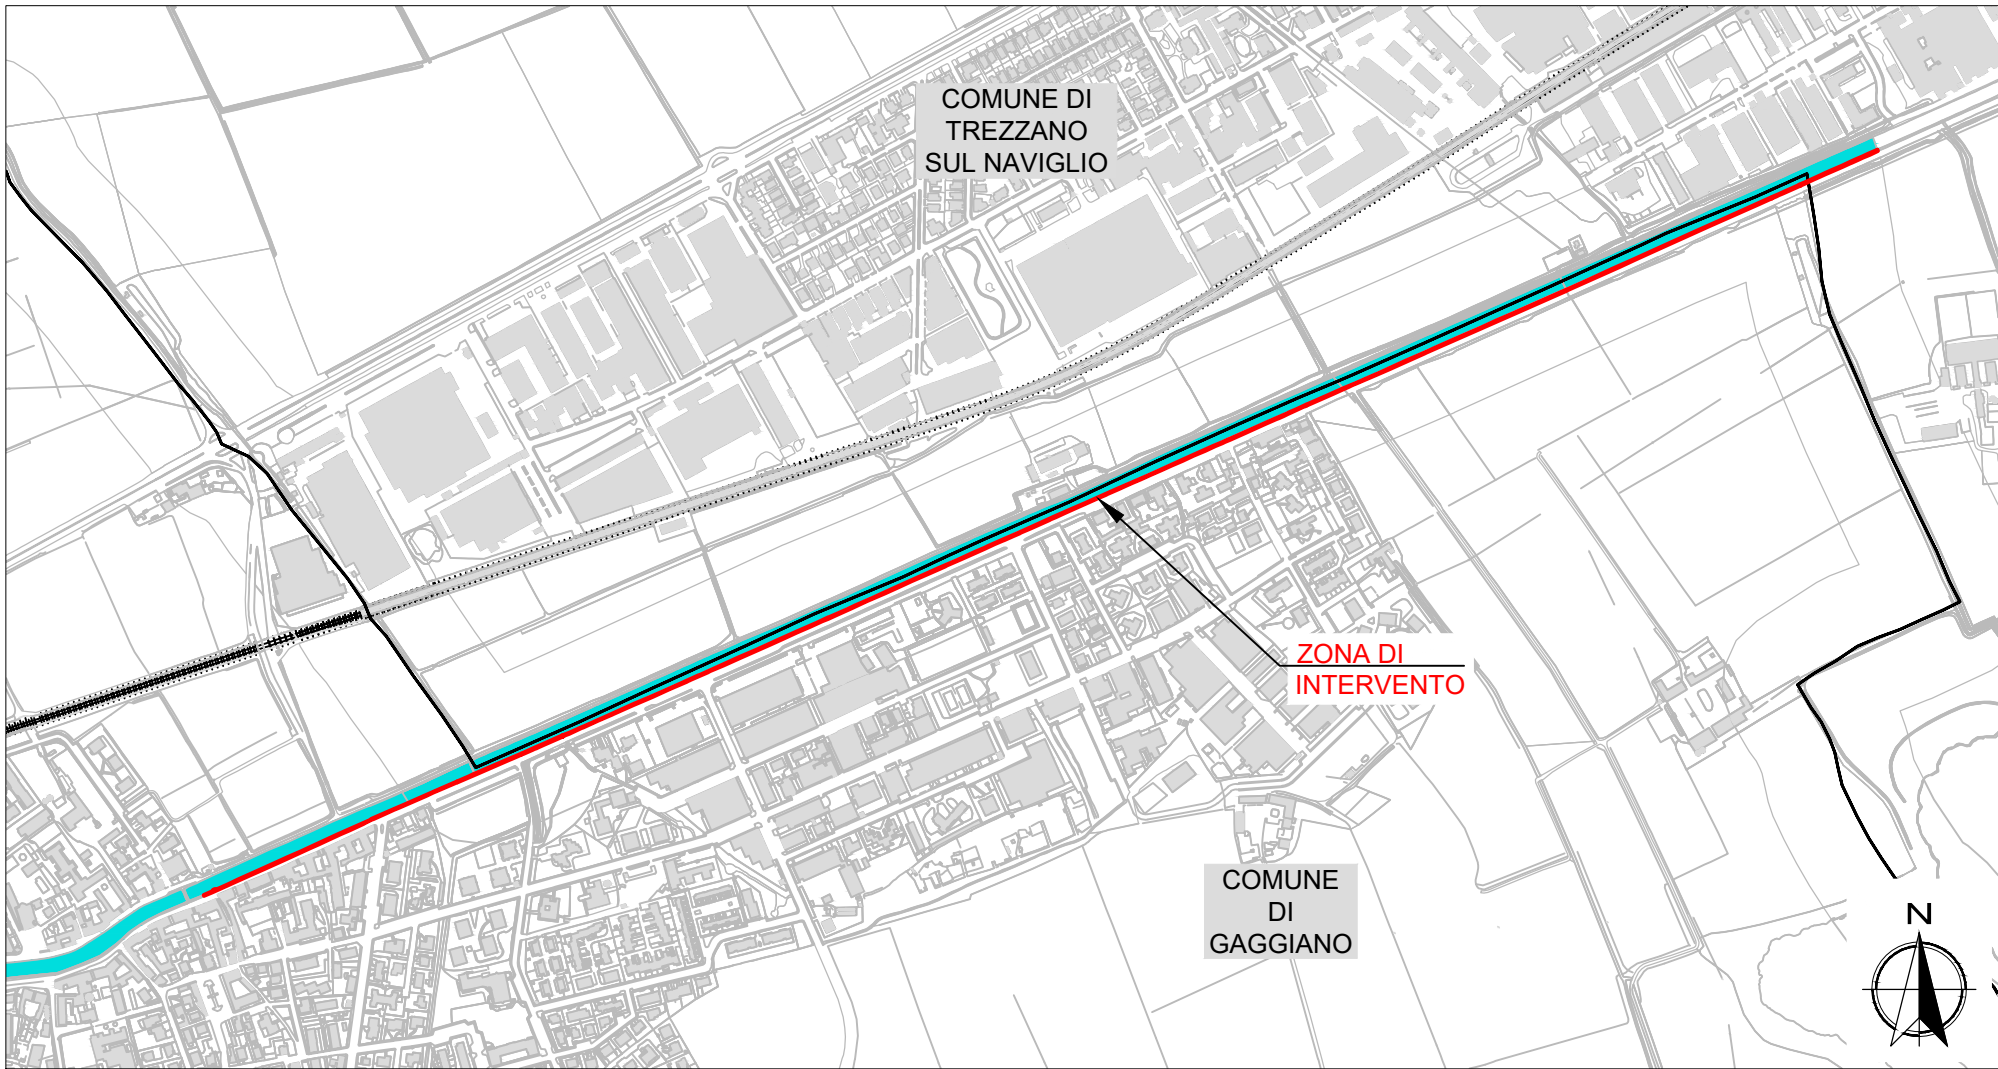 COMUNE DI
TREZZANO
SUL NAVIGLIO
ZONA DI
INTERVENTO
COMUNE
DI
GAGGIANO
N